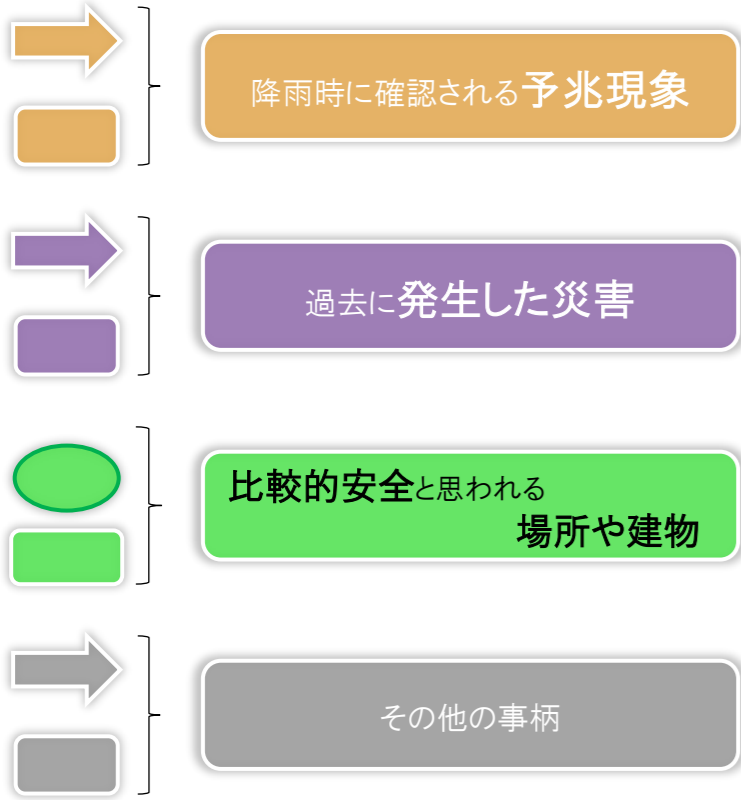 降雨時に確認される予兆現象
過去に発生した災害
比較的安全と思われる
場所や建物
その他の事柄